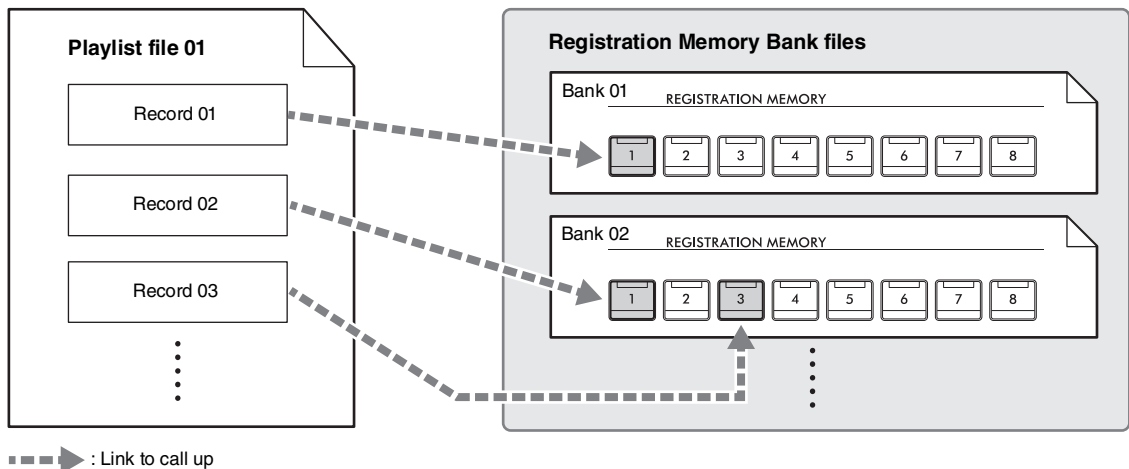 Playlist file 01
Record 01
Record 02
Record 03
Registration Memory Bank files
Bank 01
REGISTRATION MEMORY
1 2 3 4 5 6 7 8
Bank 02
REGISTRATION MEMORY
1 2 3 4 5 6 7 8
: Link to call up